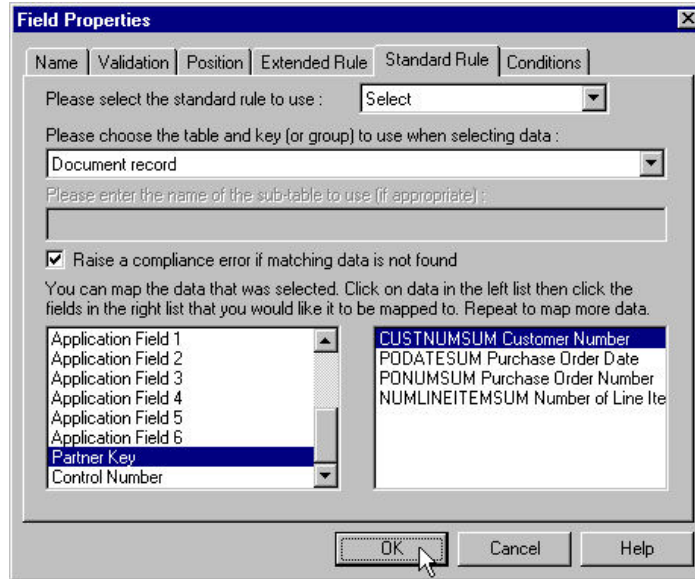 Field Properties
Name Validation Position Extended Rule Standard Rule Conditions
Please select the standard rule to use : Select
Please choose the table and key (or group) to use when selecting data :
Document record
Please enter the name of the sub-table to use (if appropriate) :
Raise a compliance error if matching data is not found
You can map the data that was selected. Click on data in the left list then click the
fields in the right list that you would like it to be mapped to. Repeat to map more data.
Application Field 1
Application Field 2
Application Field 3
Application Field 4
Application Field 5
Application Field 6
Partner Key
Control Number
CUSTNUMSUM Customer Number
PODATESUM Purchase Order Date
PONUMSUM Purchase Order Number
NUMLINEITEMSUM Number of Line Ite
OK Cancel Help